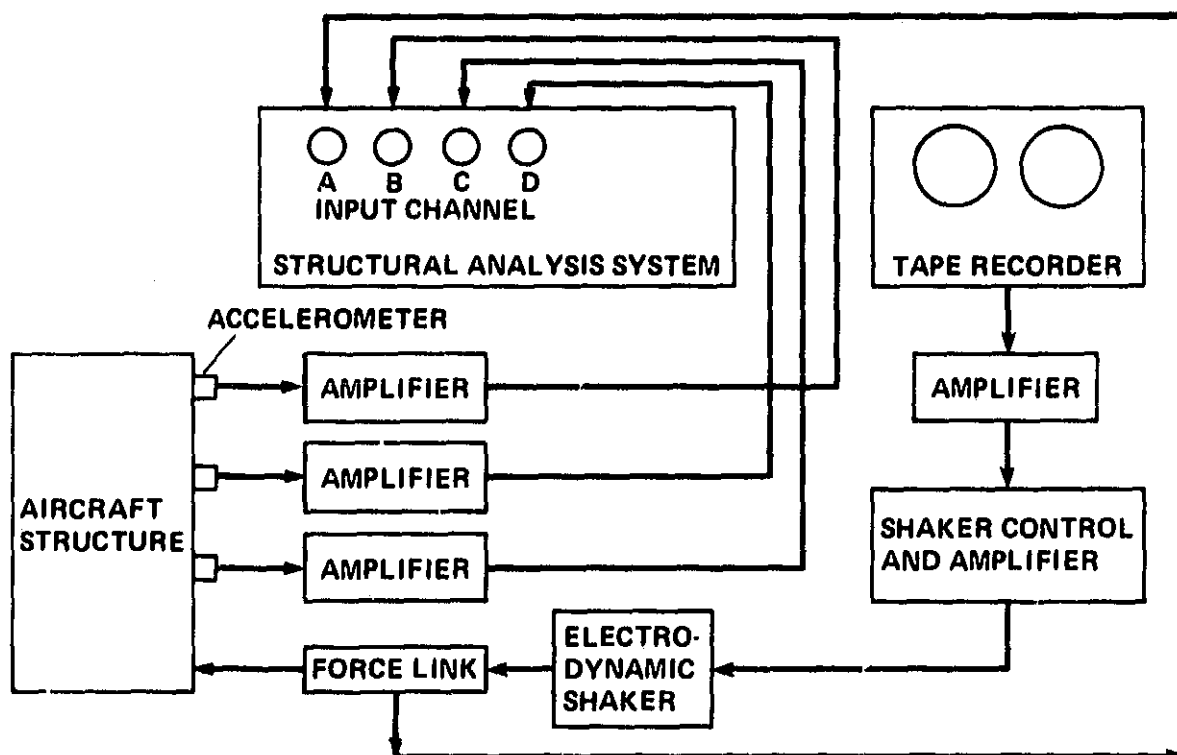 A B C D
INPUT CHANNEL
STRUCTURAL ANALYSIS SYSTEM
TAPE RECORDER
ACCELEROMETER
AMPLIFIER
AMPLIFIER
AMPLIFIER
AMPLIFIER
AIRCRAFT
STRUCTURE
SHAKER CONTROL
AND AMPLIFIER
FORCE LINK
ELECTRO-
DYNAMIC
SHAKER